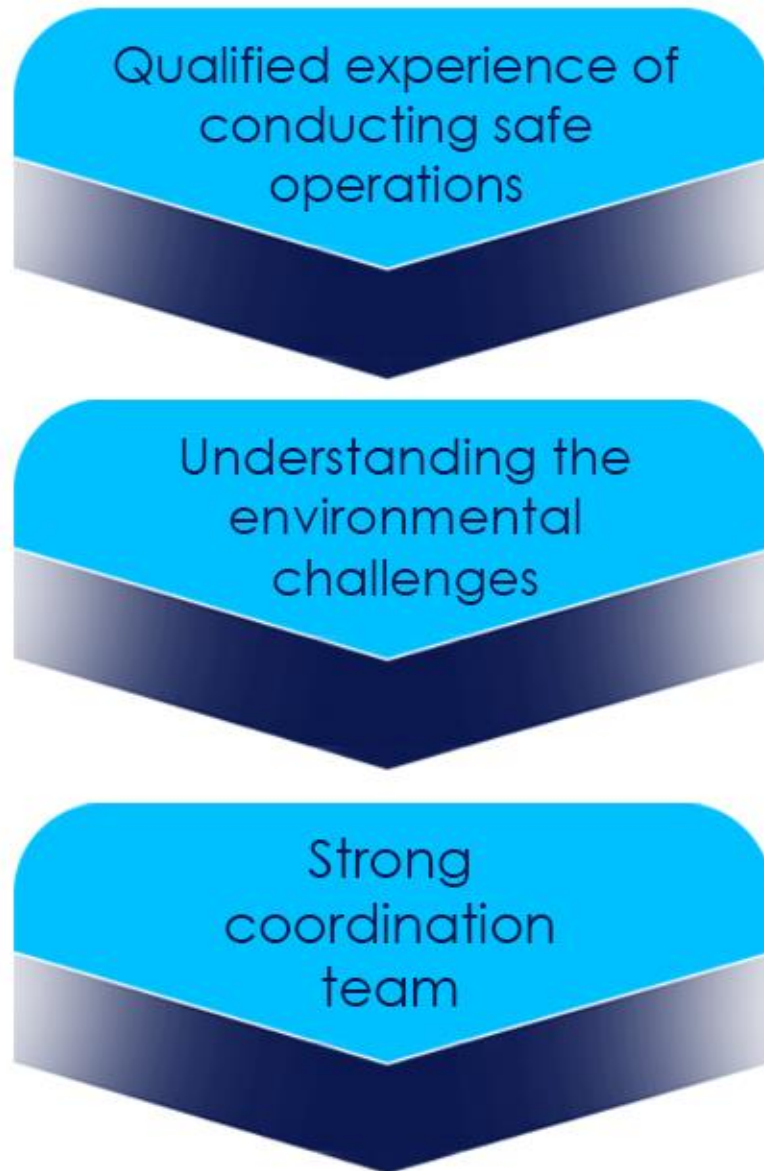 Qualified experience of
conducting safe
operations
Understanding the
environmental
challenges
Strong
coordination
team